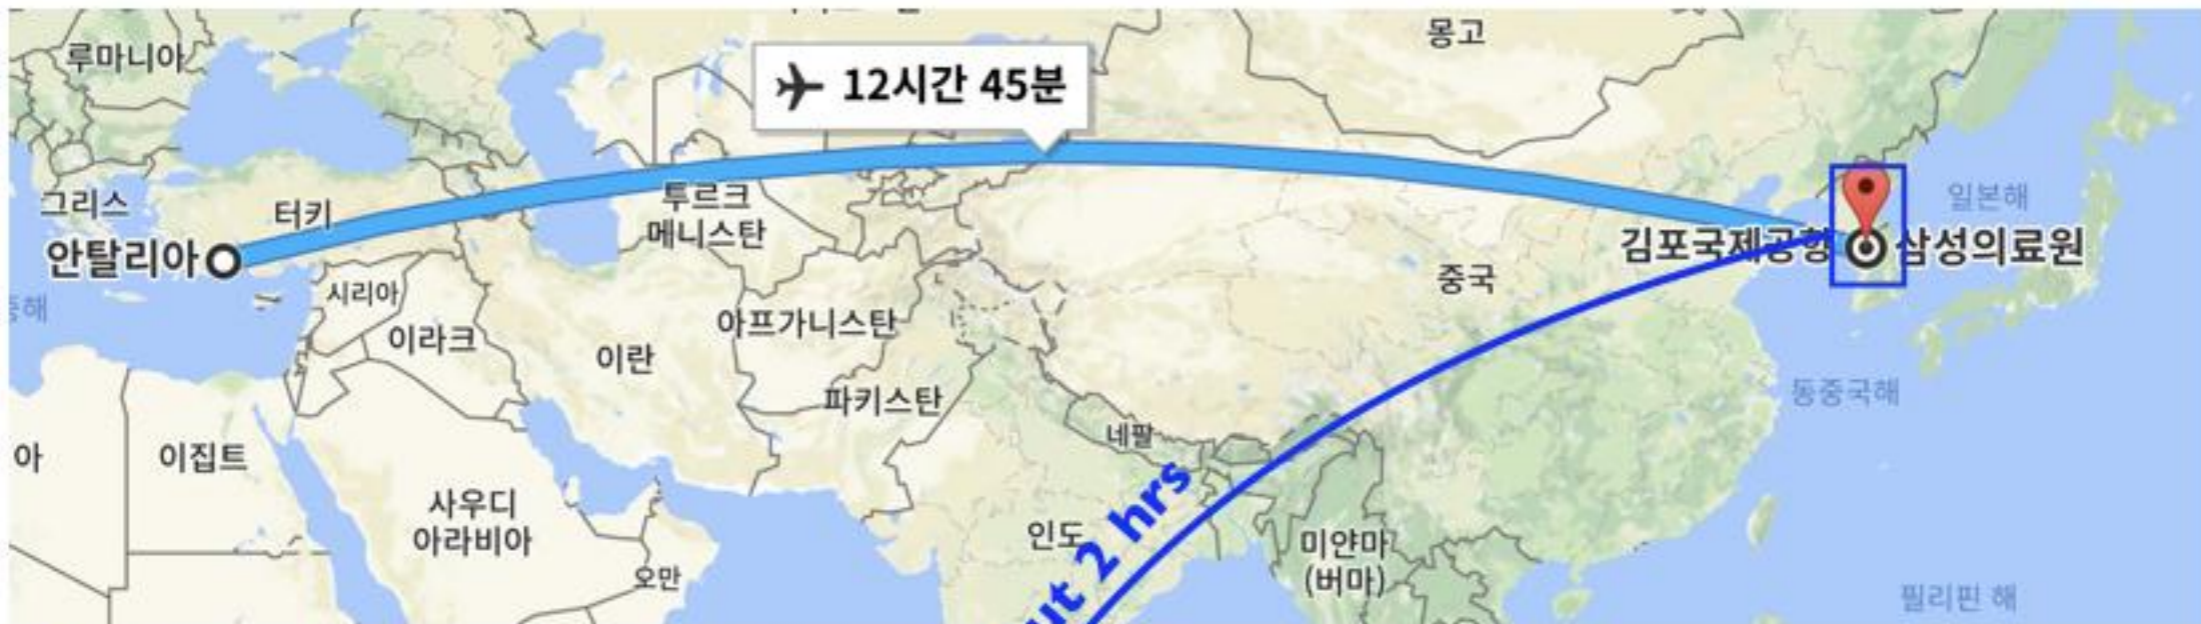 몽고
루마니아
12시간 45분
그리스
터키
투르크
메니스탄
일본해
안탈리아
김포국제공항
삼성의료원
중국
시리아
이라크
아프가니스탄
이란
파키스탄
동중국해
네팔
아
이집트
사우디
아라비아
오만
인도
2 hrs
미얀마
(버마)
필리핀 해